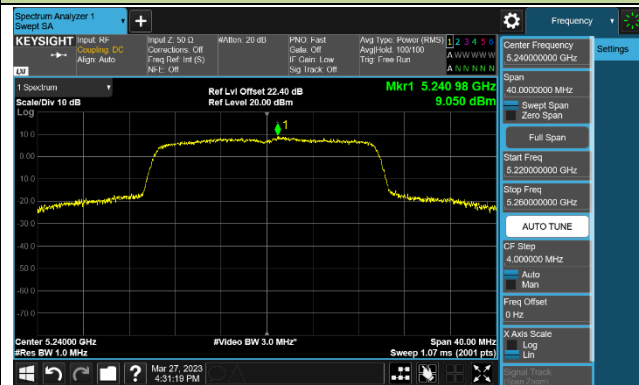 Spectrum Analyzer 1
Swept SA
Frequency
KEYSIGHT
Input: RF
Coupling: DC
Align: Auto
Input Z: 50 Ω
Corrections: Off
Freq Ref: Int (S)
NFE: Off
#Atten: 20 dB
PNO: Fast
Gate: Off
IF Gain: Low
Sig Track: Off
Avg Type: Power (RMS)
Avg|Hold: 100/100
Trig: Free Run
1 2 3 4 5 6
A W W W W W
A N N N N N
LXI
1 Spectrum
Scale/Div 10 dB
Log
Ref Lvl Offset 22.40 dB
Ref Level 20.00 dBm
Mkr1 5.240 98 GHz
9.050 dBm
1
10.0
0.00
-10.0
-20.0
-30.0
-40.0
-50.0
-60.0
-70.0
Center 5.24000 GHz
#Res BW 1.0 MHz
#Video BW 3.0 MHz*
Span 40.00 MHz
Sweep 1.07 ms (2001 pts)
Center Frequency
5.240000000 GHz
Settings
Span
40.0000000 MHz
Swept Span
Zero Span
Full Span
Start Freq
5.220000000 GHz
Stop Freq
5.260000000 GHz
AUTO TUNE
CF Step
4.000000 MHz
Auto
Man
Freq Offset
0 Hz
X Axis Scale
Log
Lin
Signal Track
(Span Zoom)
Mar 27, 2023
4:31:19 PM